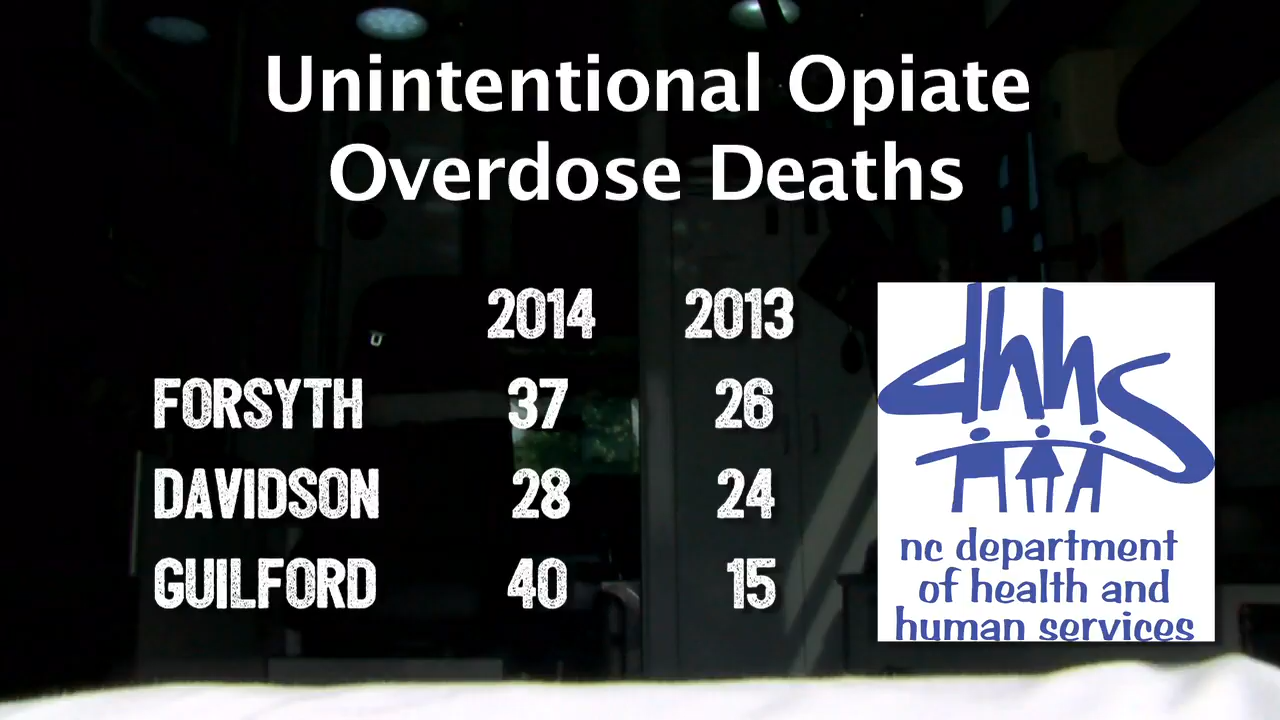 Unintentional Opiate
Overdose Deaths
2014 2013
FORSYTH 37 26
DAVIDSON 28 24
GUILFORD 40 15
dhhs
nc department
of health and
human services